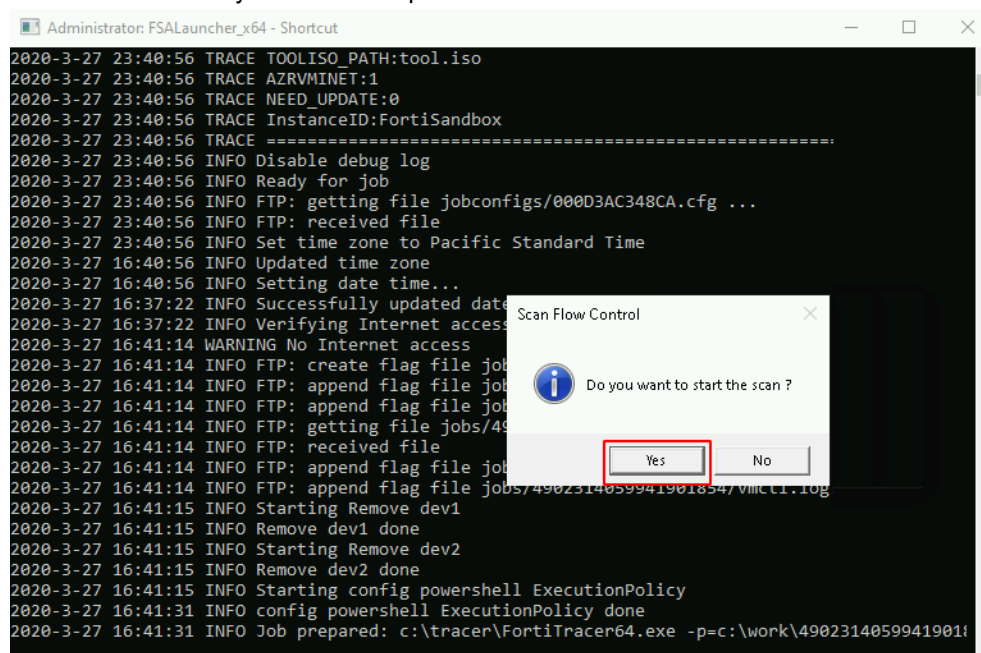 Administrator: FSALauncher_x64 - Shortcut
2020-3-27 23:40:56 TRACE TOOLISO_PATH:tool.iso
2020-3-27 23:40:56 TRACE AZRVMINET:1
2020-3-27 23:40:56 TRACE NEED_UPDATE:0
2020-3-27 23:40:56 TRACE InstanceID:FortiSandbox
2020-3-27 23:40:56 TRACE =======================================================:
2020-3-27 23:40:56 INFO Disable debug log
2020-3-27 23:40:56 INFO Ready for job
2020-3-27 23:40:56 INFO FTP: getting file jobconfigs/000D3AC348CA.cfg ...
2020-3-27 23:40:56 INFO FTP: received file
2020-3-27 23:40:56 INFO Set time zone to Pacific Standard Time
2020-3-27 16:40:56 INFO Updated time zone
2020-3-27 16:40:56 INFO Setting date time...
2020-3-27 16:37:22 INFO Successfully updated date
2020-3-27 16:37:22 INFO Verifying Internet access
2020-3-27 16:41:14 WARNING No Internet access
2020-3-27 16:41:14 INFO FTP: create flag file job
2020-3-27 16:41:14 INFO FTP: append flag file job
2020-3-27 16:41:14 INFO FTP: append flag file job
2020-3-27 16:41:14 INFO FTP: getting file jobs/49
2020-3-27 16:41:14 INFO FTP: received file
2020-3-27 16:41:14 INFO FTP: append flag file job
2020-3-27 16:41:14 INFO FTP: append flag file jobs/4902314059941901854/vmctl.log
2020-3-27 16:41:15 INFO Starting Remove dev1
2020-3-27 16:41:15 INFO Remove dev1 done
2020-3-27 16:41:15 INFO Starting Remove dev2
2020-3-27 16:41:15 INFO Remove dev2 done
2020-3-27 16:41:15 INFO Starting config powershell ExecutionPolicy
2020-3-27 16:41:31 INFO config powershell ExecutionPolicy done
2020-3-27 16:41:31 INFO Job prepared: c:\tracer\FortiTracer64.exe -p=c:\work\4902314059941901
Scan Flow Control
Do you want to start the scan ?
Yes
No